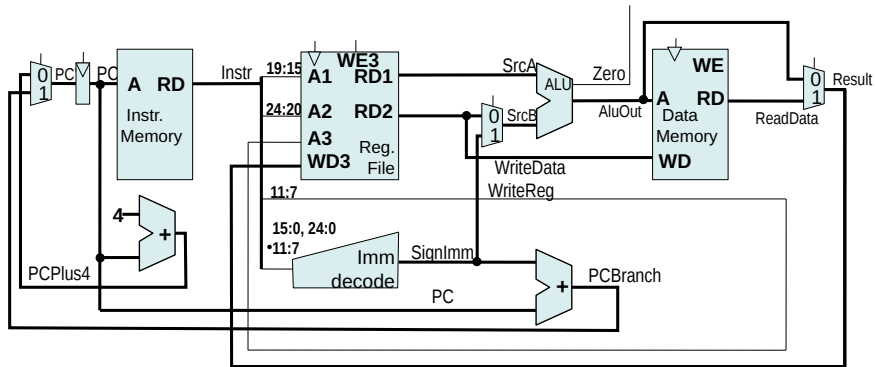 0
1
PC
PC
A RD
Instr.
Memory
Instr
19:15
24:20
WE3
A1 RD1
A2 RD2
A3
WD3
Reg.
File
SrcA
0
1
SrcB
ALU
Zero
AluOut
WE
A RD
Data
Memory
WD
ReadData
0
1
Result
WriteData
WriteReg
11:7
4
+
PCPlus4
15:0, 24:0
•11:7
Imm
decode
SignImm
PC
+
PCBranch